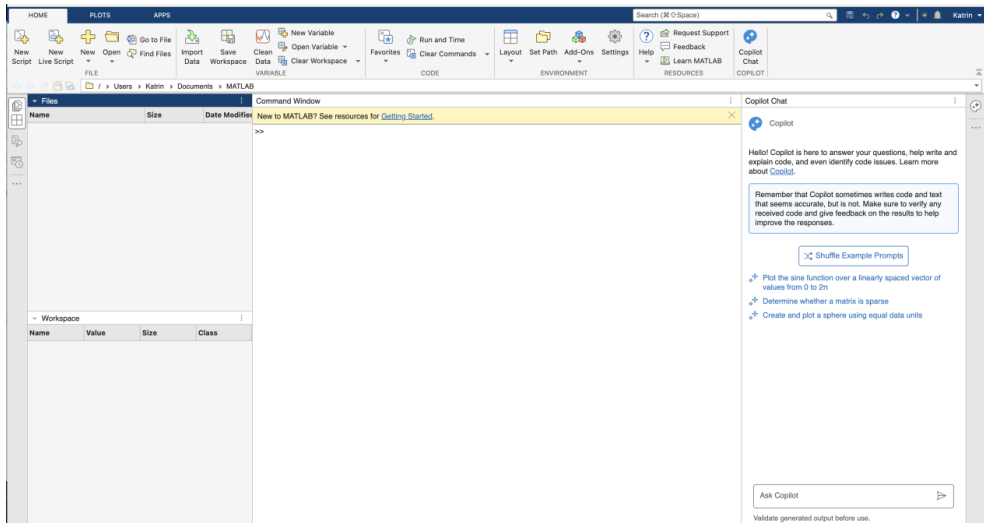 HOME PLOTS APPS
Search (⌘⇧Space)
Katrin
New Script
New Live Script
New
Open
Go to File
Find Files
FILE
Import Data
Save Workspace
Clean Data
New Variable
Open Variable
Clear Workspace
VARIABLE
Favorites
Run and Time
Clear Commands
CODE
Layout
Set Path
Add-Ons
Settings
ENVIRONMENT
Help
Request Support
Feedback
Learn MATLAB
RESOURCES
Copilot Chat
COPILOT
/ › Users › Katrin › Documents › MATLAB
Files
Name Size Date Modified
Workspace
Name Value Size Class
Command Window
New to MATLAB? See resources for Getting Started.
>>
Copilot Chat
Copilot
Hello! Copilot is here to answer your questions, help write and
explain code, and even identify code issues. Learn more
about Copilot.
Remember that Copilot sometimes writes code and text
that seems accurate, but is not. Make sure to verify any
received code and give feedback on the results to help
improve the responses.
Shuffle Example Prompts
Plot the sine function over a linearly spaced vector of
values from 0 to 2π
Determine whether a matrix is sparse
Create and plot a sphere using equal data units
Ask Copilot
Validate generated output before use.